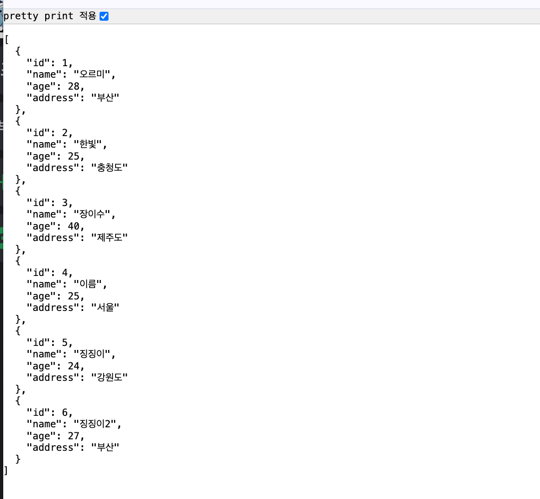 pretty print 적용
[
  {
    "id": 1,
    "name": "오르미",
    "age": 28,
    "address": "부산"
  },
  {
    "id": 2,
    "name": "한빛",
    "age": 25,
    "address": "충청도"
  },
  {
    "id": 3,
    "name": "장이수",
    "age": 40,
    "address": "제주도"
  },
  {
    "id": 4,
    "name": "이름",
    "age": 25,
    "address": "서울"
  },
  {
    "id": 5,
    "name": "징징이",
    "age": 24,
    "address": "강원도"
  },
  {
    "id": 6,
    "name": "징징이2",
    "age": 27,
    "address": "부산"
  }
]